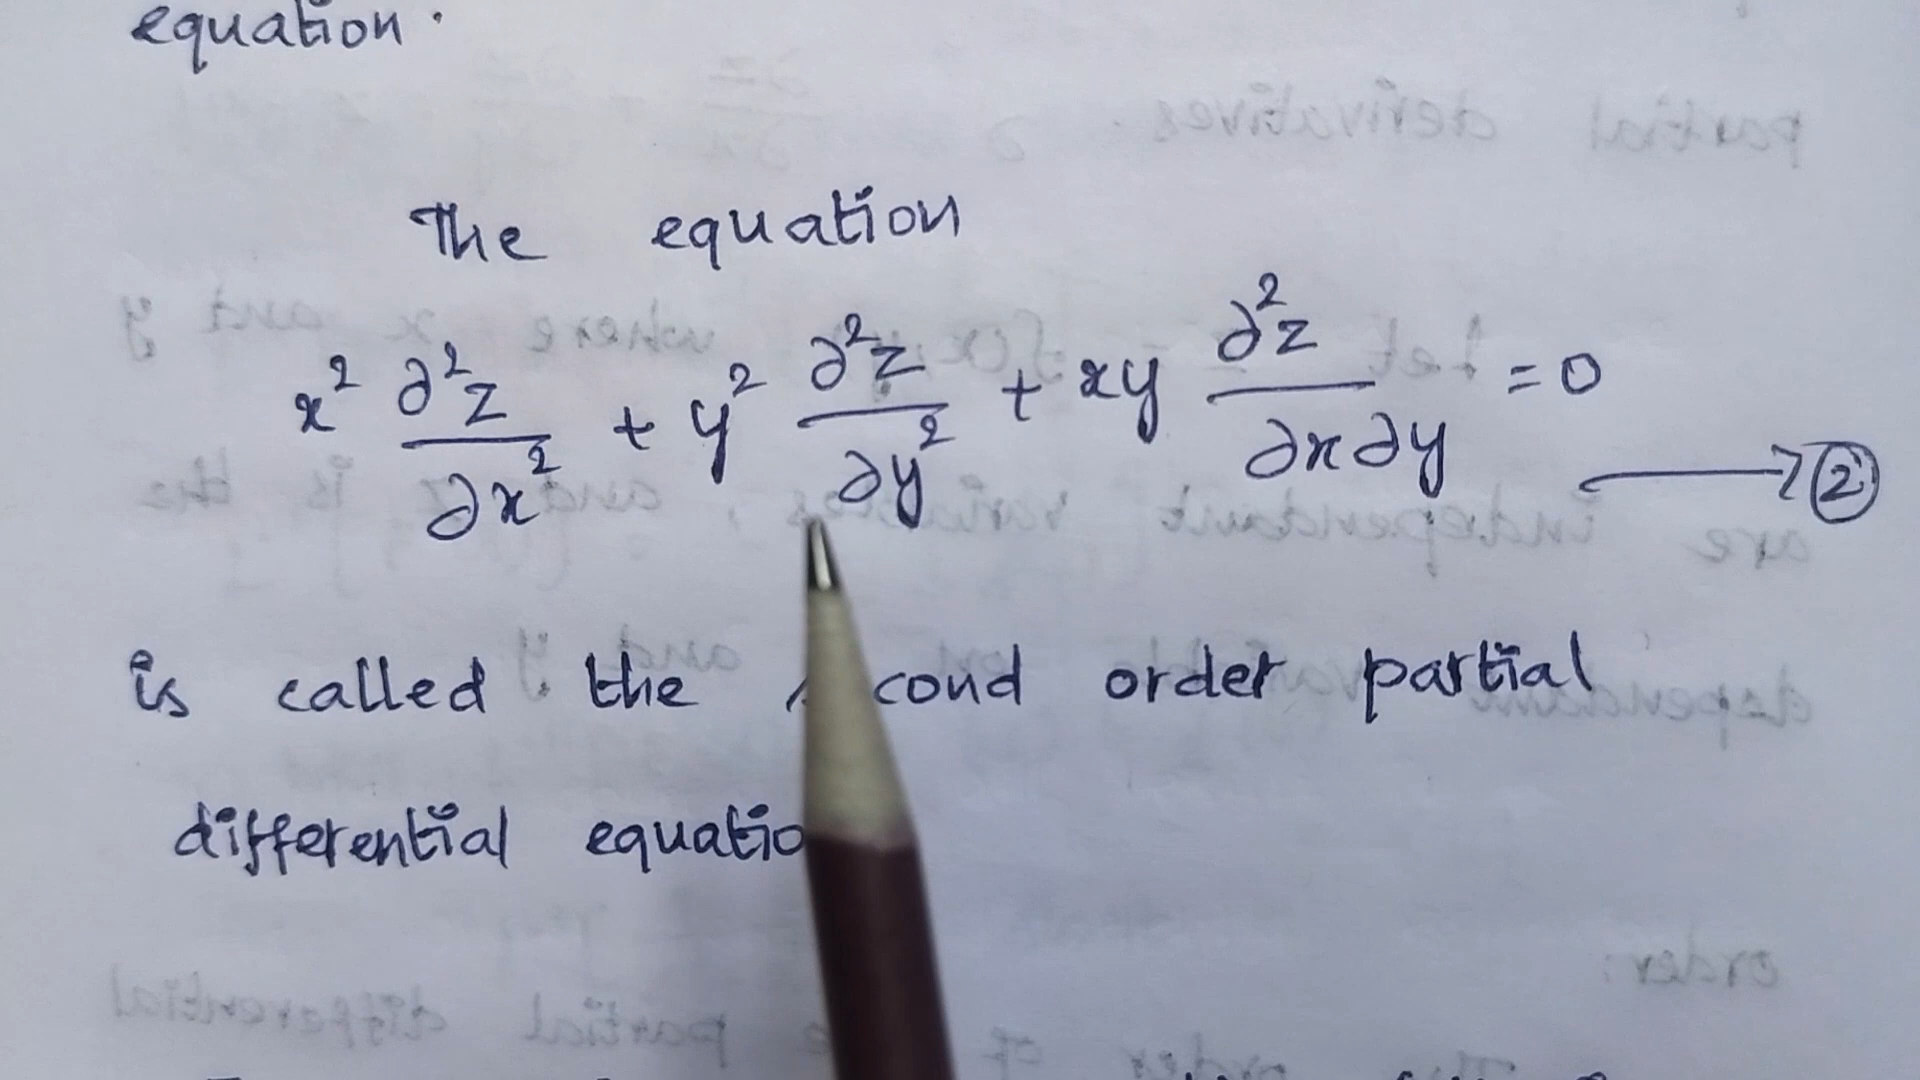 equation.
The equation
x² ∂²z/∂x² + y² ∂²z/∂y² + xy ∂²z/∂x∂y = 0 → ②
is called the second order partial
differential equatio